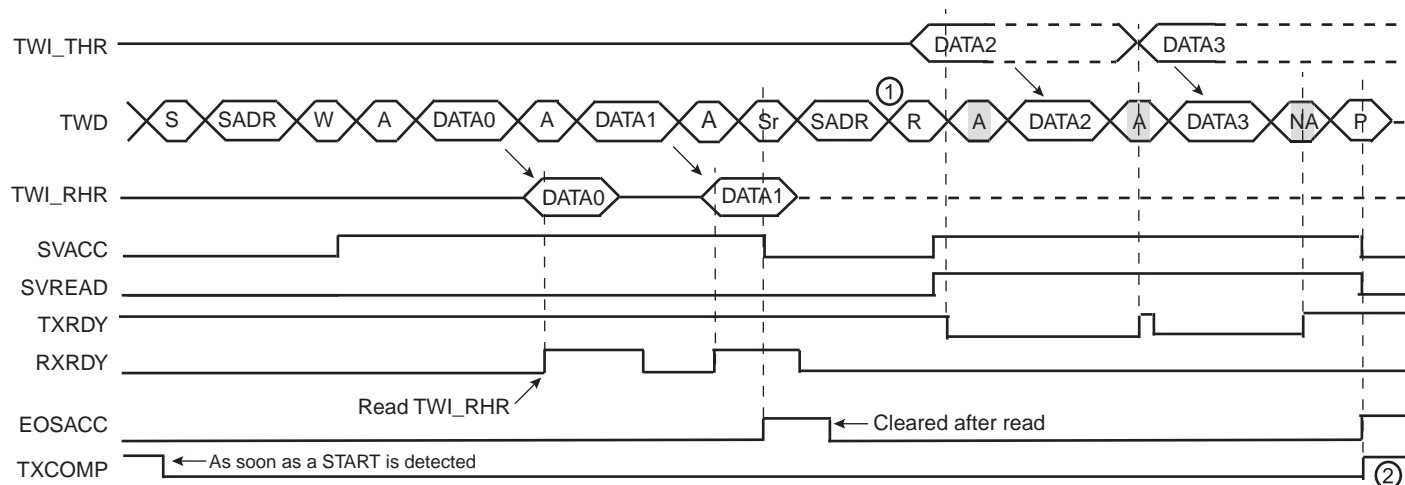 TWI_THR DATA2 DATA3
1
TWD S SADR W A DATA0 A DATA1 A Sr SADR R A DATA2 A DATA3 NA P
TWI_RHR DATA0 DATA1
SVACC
SVREAD
TXRDY
RXRDY
Read TWI_RHR
EOSACC Cleared after read
TXCOMP As soon as a START is detected 2